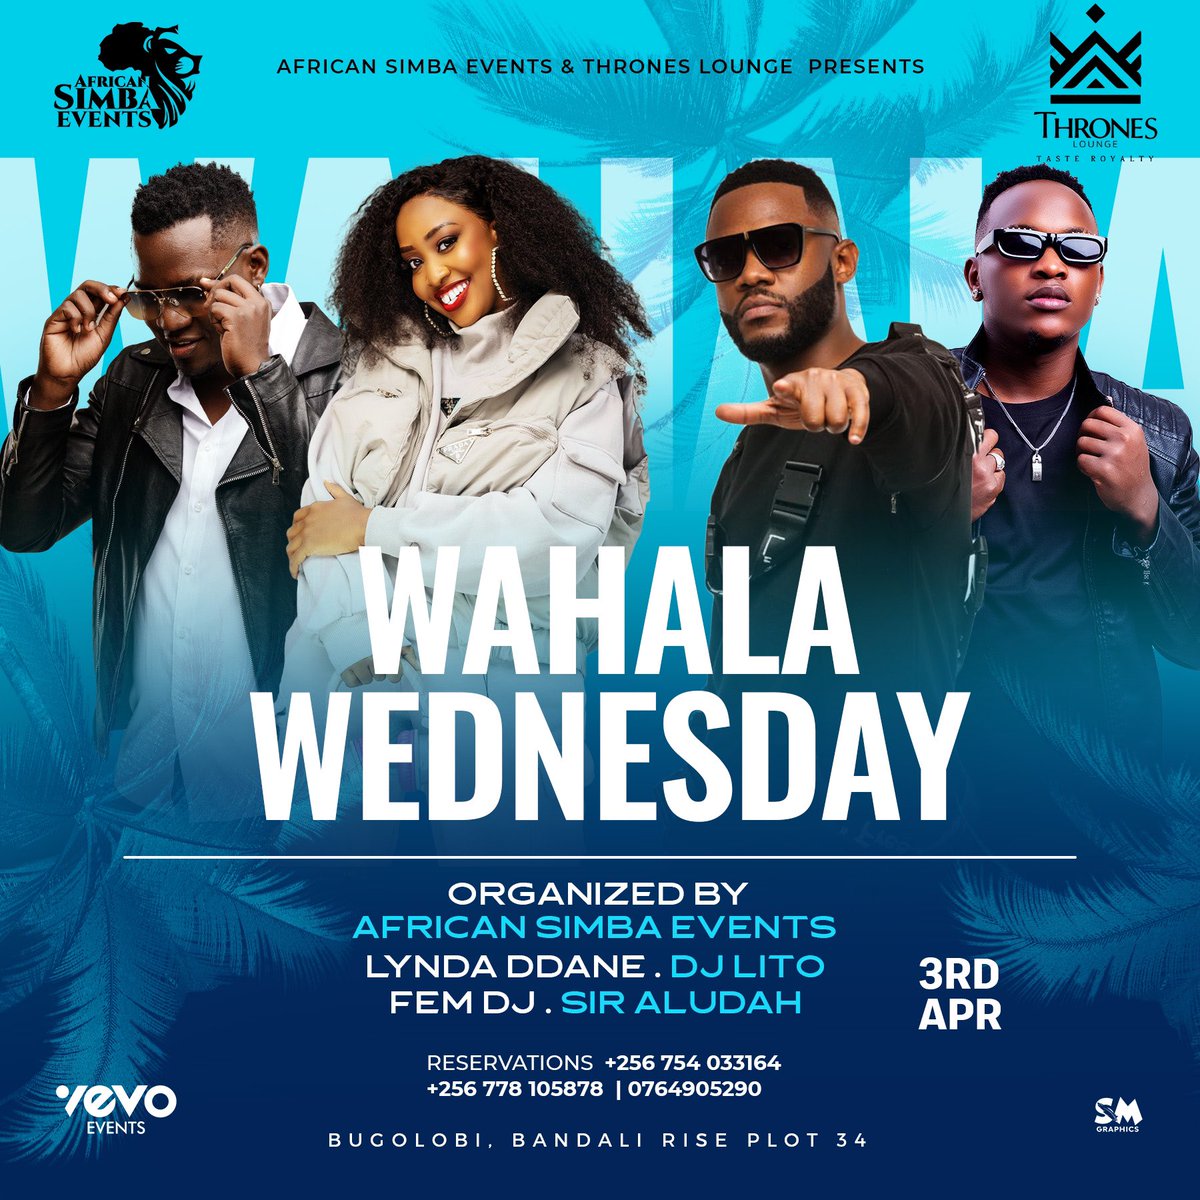 AFRICAN
SIMBA
EVENTS
AFRICAN SIMBA EVENTS & THRONES LOUNGE PRESENTS
THRONES
LOUNGE
TASTE ROYALTY
WAHALA
PRADA
WAHALA
WEDNESDAY
ORGANIZED BY
AFRICAN SIMBA EVENTS
LYNDA DDANE . DJ LITO
FEM DJ . SIR ALUDAH
3RD
APR
RESERVATIONS +256 754 033164
+256 778 105878 | 0764905290
yevo
EVENTS
SM
GRAPHICS
BUGOLOBI, BANDALI RISE PLOT 34